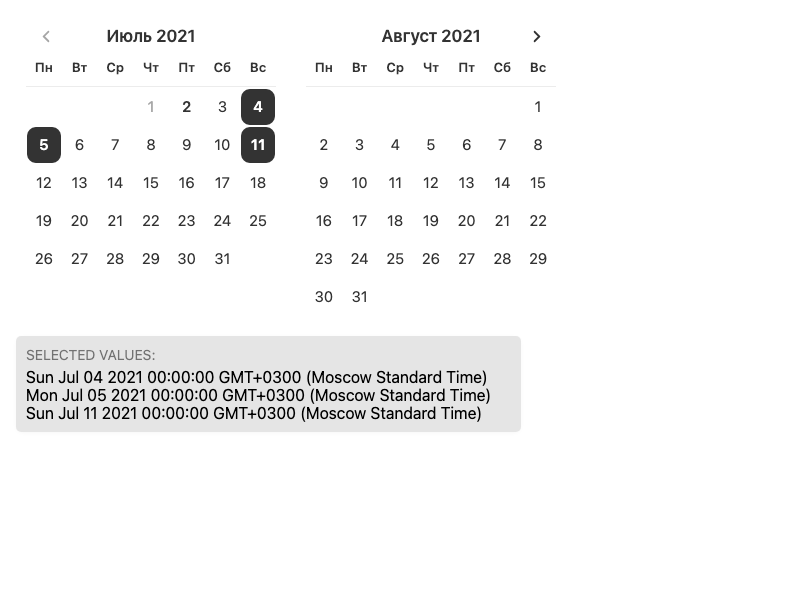 Июль 2021 Август 2021
Пн Вт Ср Чт Пт Сб Вс Пн Вт Ср Чт Пт Сб Вс
1 2 3 4 1
5 6 7 8 9 10 11 2 3 4 5 6 7 8
12 13 14 15 16 17 18 9 10 11 12 13 14 15
19 20 21 22 23 24 25 16 17 18 19 20 21 22
26 27 28 29 30 31 23 24 25 26 27 28 29
30 31
SELECTED VALUES:
Sun Jul 04 2021 00:00:00 GMT+0300 (Moscow Standard Time)
Mon Jul 05 2021 00:00:00 GMT+0300 (Moscow Standard Time)
Sun Jul 11 2021 00:00:00 GMT+0300 (Moscow Standard Time)